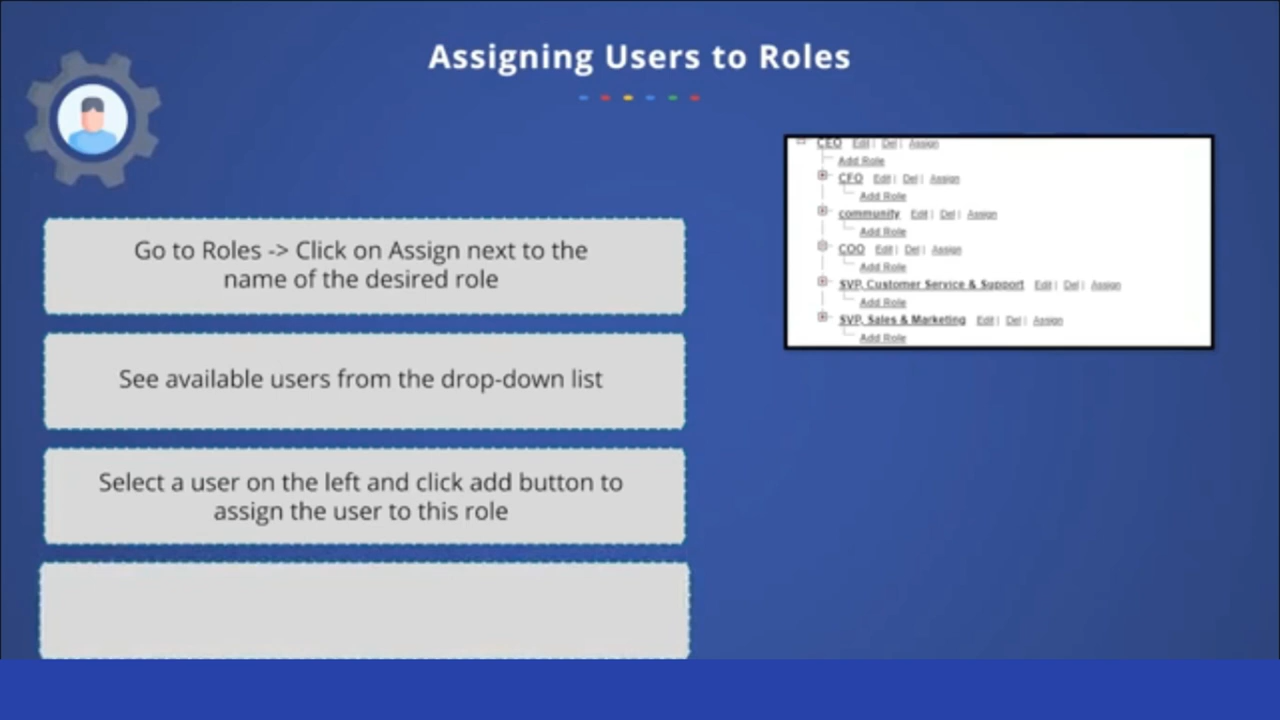 Assigning Users to Roles
Go to Roles -> Click on Assign next to the
name of the desired role
See available users from the drop-down list
Select a user on the left and click add button to
assign the user to this role
CEO Edit | Del | Assign
Add Role
CFO Edit | Del | Assign
Add Role
community Edit | Del | Assign
Add Role
COO Edit | Del | Assign
Add Role
SVP, Customer Service & Support Edit | Del | Assign
Add Role
SVP, Sales & Marketing Edit | Del | Assign
Add Role